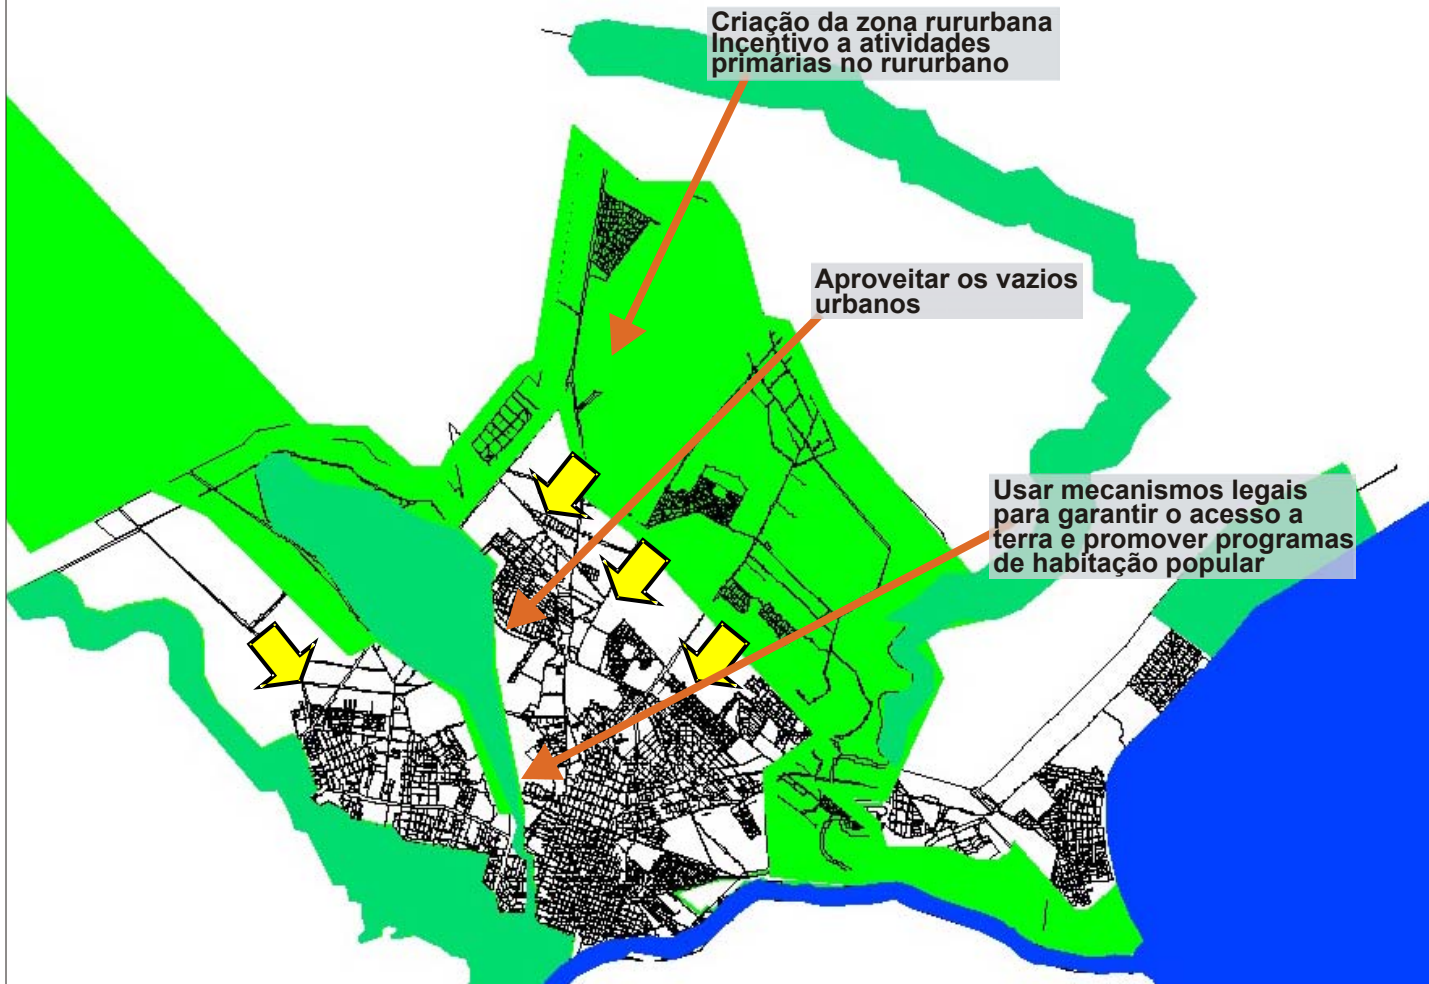 Criação da zona rururbana
Incentivo a atividades
primárias no rururbano
Aproveitar os vazios
urbanos
Usar mecanismos legais
para garantir o acesso a
terra e promover programas
de habitação popular